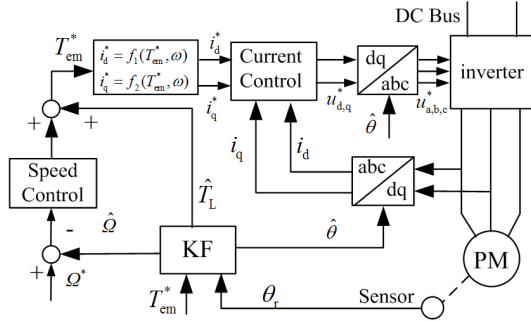 DC Bus
T*em
i*d = f1(T*em, ω)
i*q = f2(T*em, ω)
i*d
i*q
Current
Control
u*d,q
dq
abc
θ̂
u*a,b,c
inverter
+
+
iq
id
abc
dq
Speed
Control
T̂L
-
Ω̂
θ̂
KF
PM
+
Ω*
T*em
θr
Sensor